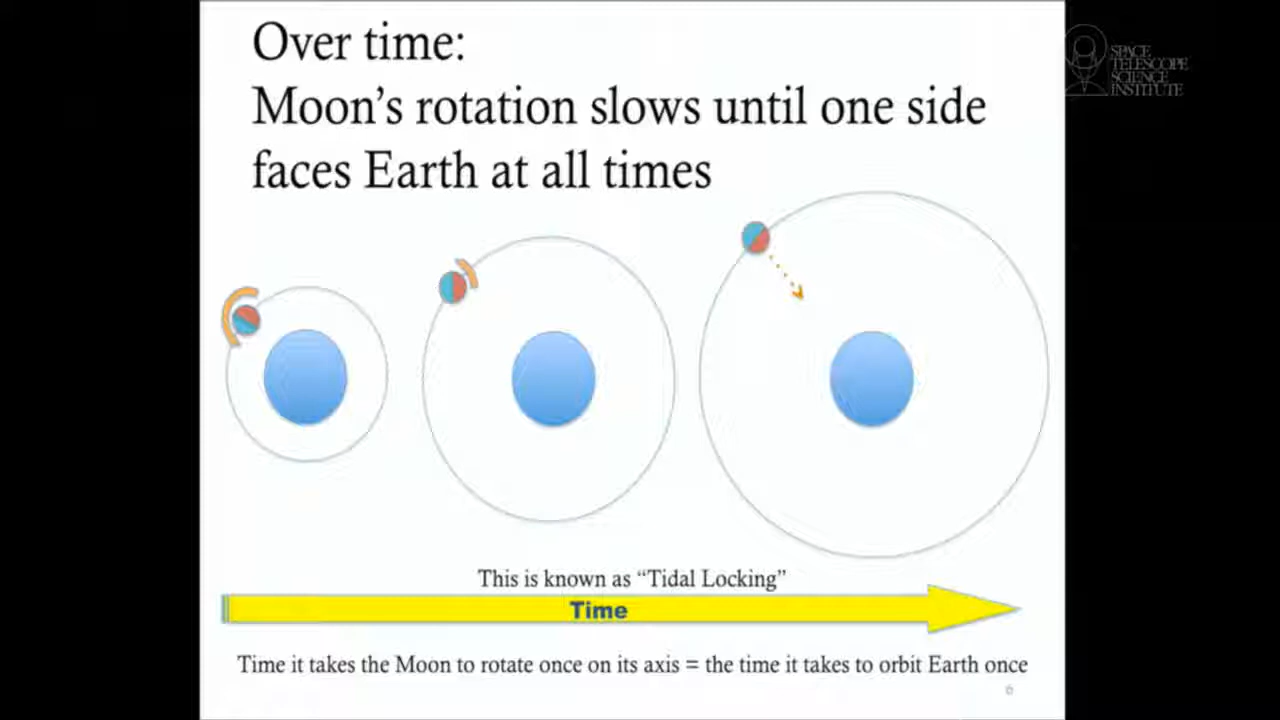 Over time:
Moon's rotation slows until one side
faces Earth at all times
SPACE
TELESCOPE
SCIENCE
INSTITUTE
This is known as "Tidal Locking"
Time
Time it takes the Moon to rotate once on its axis = the time it takes to orbit Earth once
6